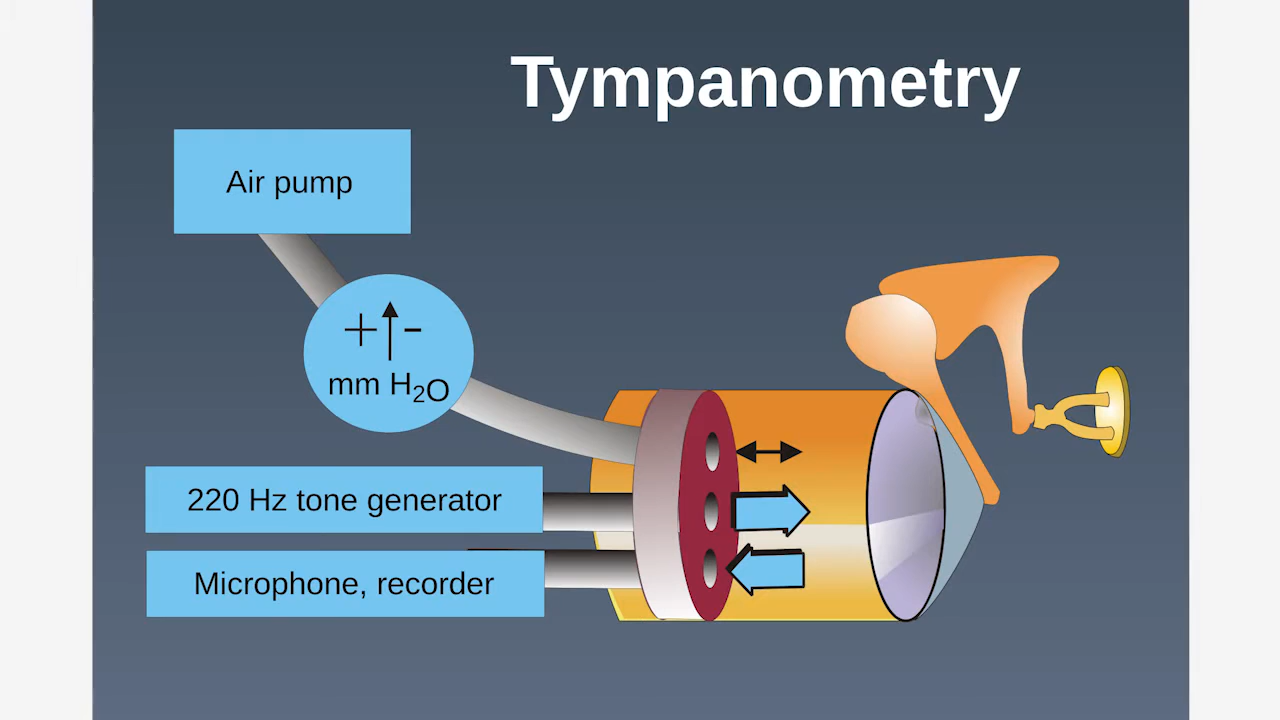 Tympanometry
Air pump
+ -
mm H₂O
220 Hz tone generator
Microphone, recorder